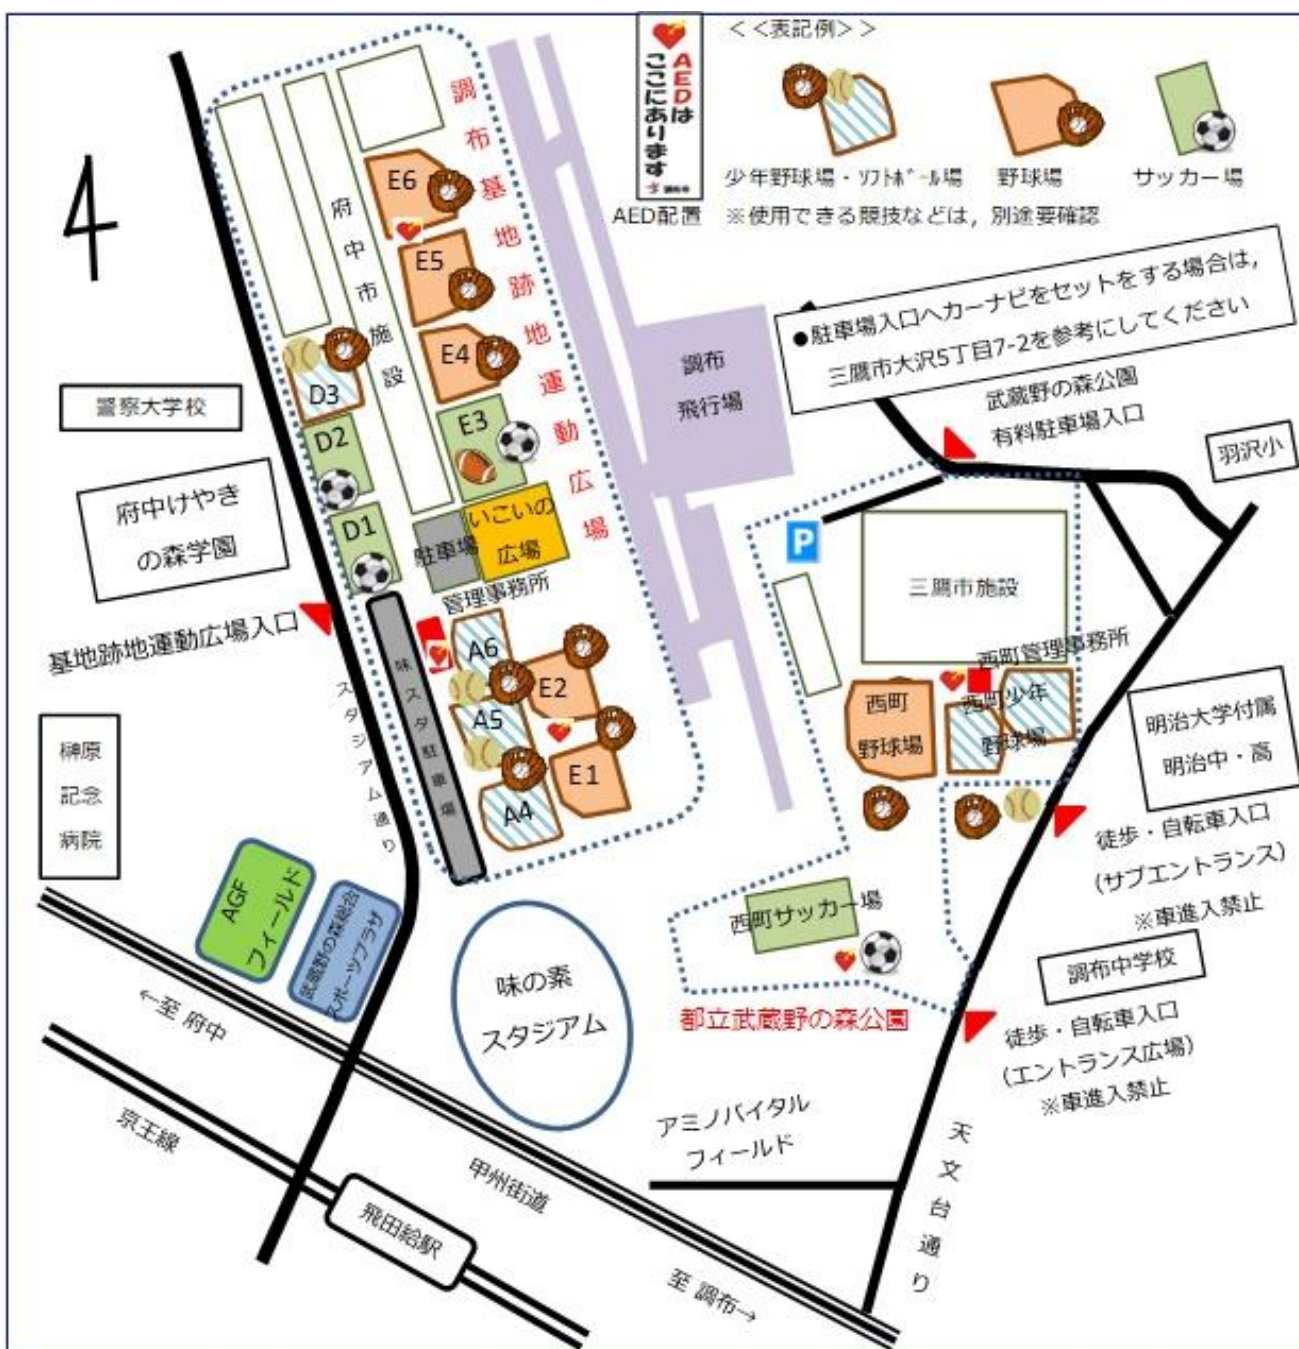 <<表記例>>
AEDは
ここにあります
AED配置
少年野球場・ソフトボール場
野球場
サッカー場
※使用できる競技などは，別途要確認
●駐車場入口へカーナビをセットをする場合は，
三鷹市大沢5丁目7-2を参考にしてください
武蔵野の森公園
有料駐車場入口
羽沢小
調布基地跡地運動広場
府中市施設
E6
E5
E4
E3
D3
D2
D1
調布
飛行場
警察大学校
府中けやき
の森学園
基地跡地運動広場入口
駐車場
いこいの
広場
管理事務所
味スタ駐車場
A6
A5
A4
E2
E1
スタジアム通り
榊原
記念
病院
P
三鷹市施設
西町管理事務所
西町
野球場
西町少年
野球場
明治大学付属
明治中・高
徒歩・自転車入口
(サブエントランス)
※車進入禁止
西町サッカー場
調布中学校
都立武蔵野の森公園
徒歩・自転車入口
(エントランス広場)
※車進入禁止
AGF
フィールド
武蔵野の森総合
スポーツプラザ
味の素
スタジアム
←至 府中
京王線
甲州街道
飛田給駅
至 調布→
アミノバイタル
フィールド
天文台通り